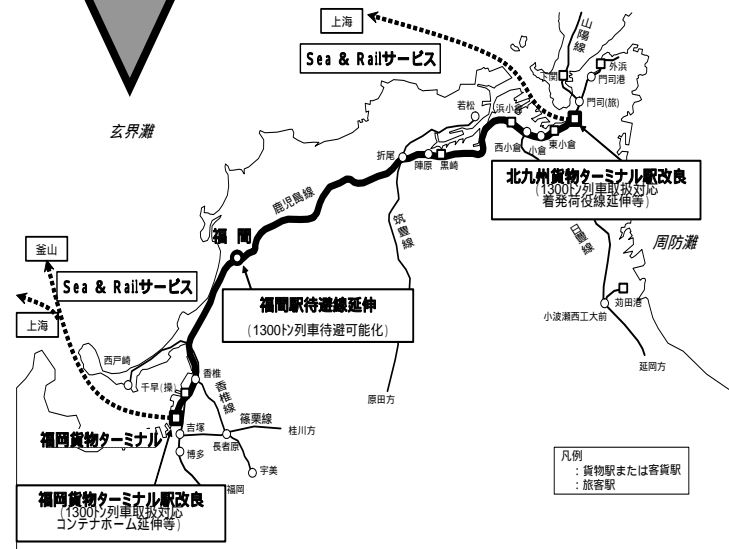 上海
Sea & Railサービス
山陽線
外浜
下関
門司港
門司(旅)
玄界灘
若松
浜小倉
西小倉
小倉
東小倉
折尾
陣原
黒崎
北九州貨物ターミナル駅改良
(1300トン列車取扱対応
着発荷役線延伸等)
鹿児島線
筑豊線
日豊線
周防灘
福間
釜山
Sea & Railサービス
上海
福間駅待避線延伸
(1300トン列車待避可能化)
苅田港
小波瀬西工大前
延岡方
西戸崎
香椎
千早(操)
香椎線
原田方
篠栗線
桂川方
福岡貨物ターミナル
吉塚
長者原
博多
宇美
福岡
福岡貨物ターミナル駅改良
(1300トン列車取扱対応
コンテナホーム延伸等)
凡例
:貨物駅または客貨駅
:旅客駅